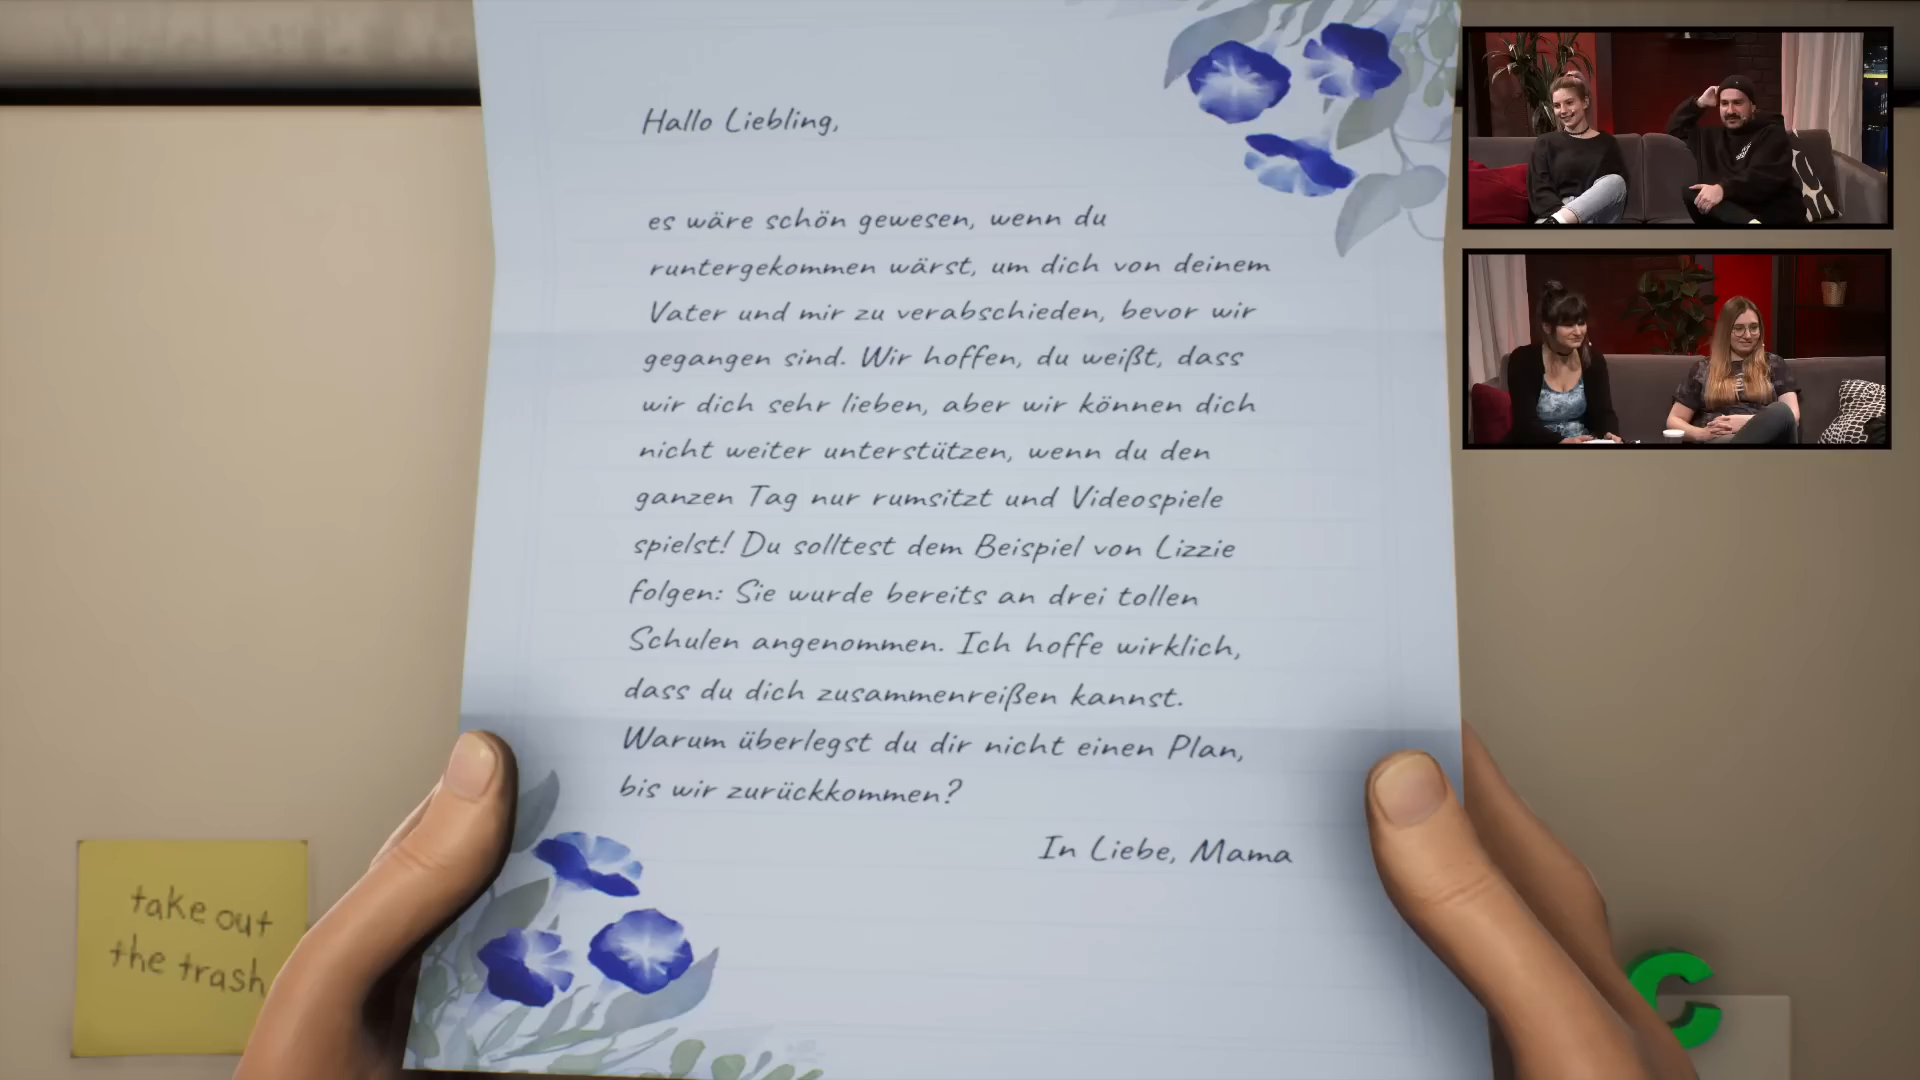 Hallo Liebling,
es wäre schön gewesen, wenn du
runtergekommen wärst, um dich von deinem
Vater und mir zu verabschieden, bevor wir
gegangen sind. Wir hoffen, du weißt, dass
wir dich sehr lieben, aber wir können dich
nicht weiter unterstützen, wenn du den
ganzen Tag nur rumsitzt und Videospiele
spielst! Du solltest dem Beispiel von Lizzie
folgen: Sie wurde bereits an drei tollen
Schulen angenommen. Ich hoffe wirklich,
dass du dich zusammenreißen kannst.
Warum überlegst du dir nicht einen Plan,
bis wir zurückkommen?
In Liebe, Mama
take out
the trash
C